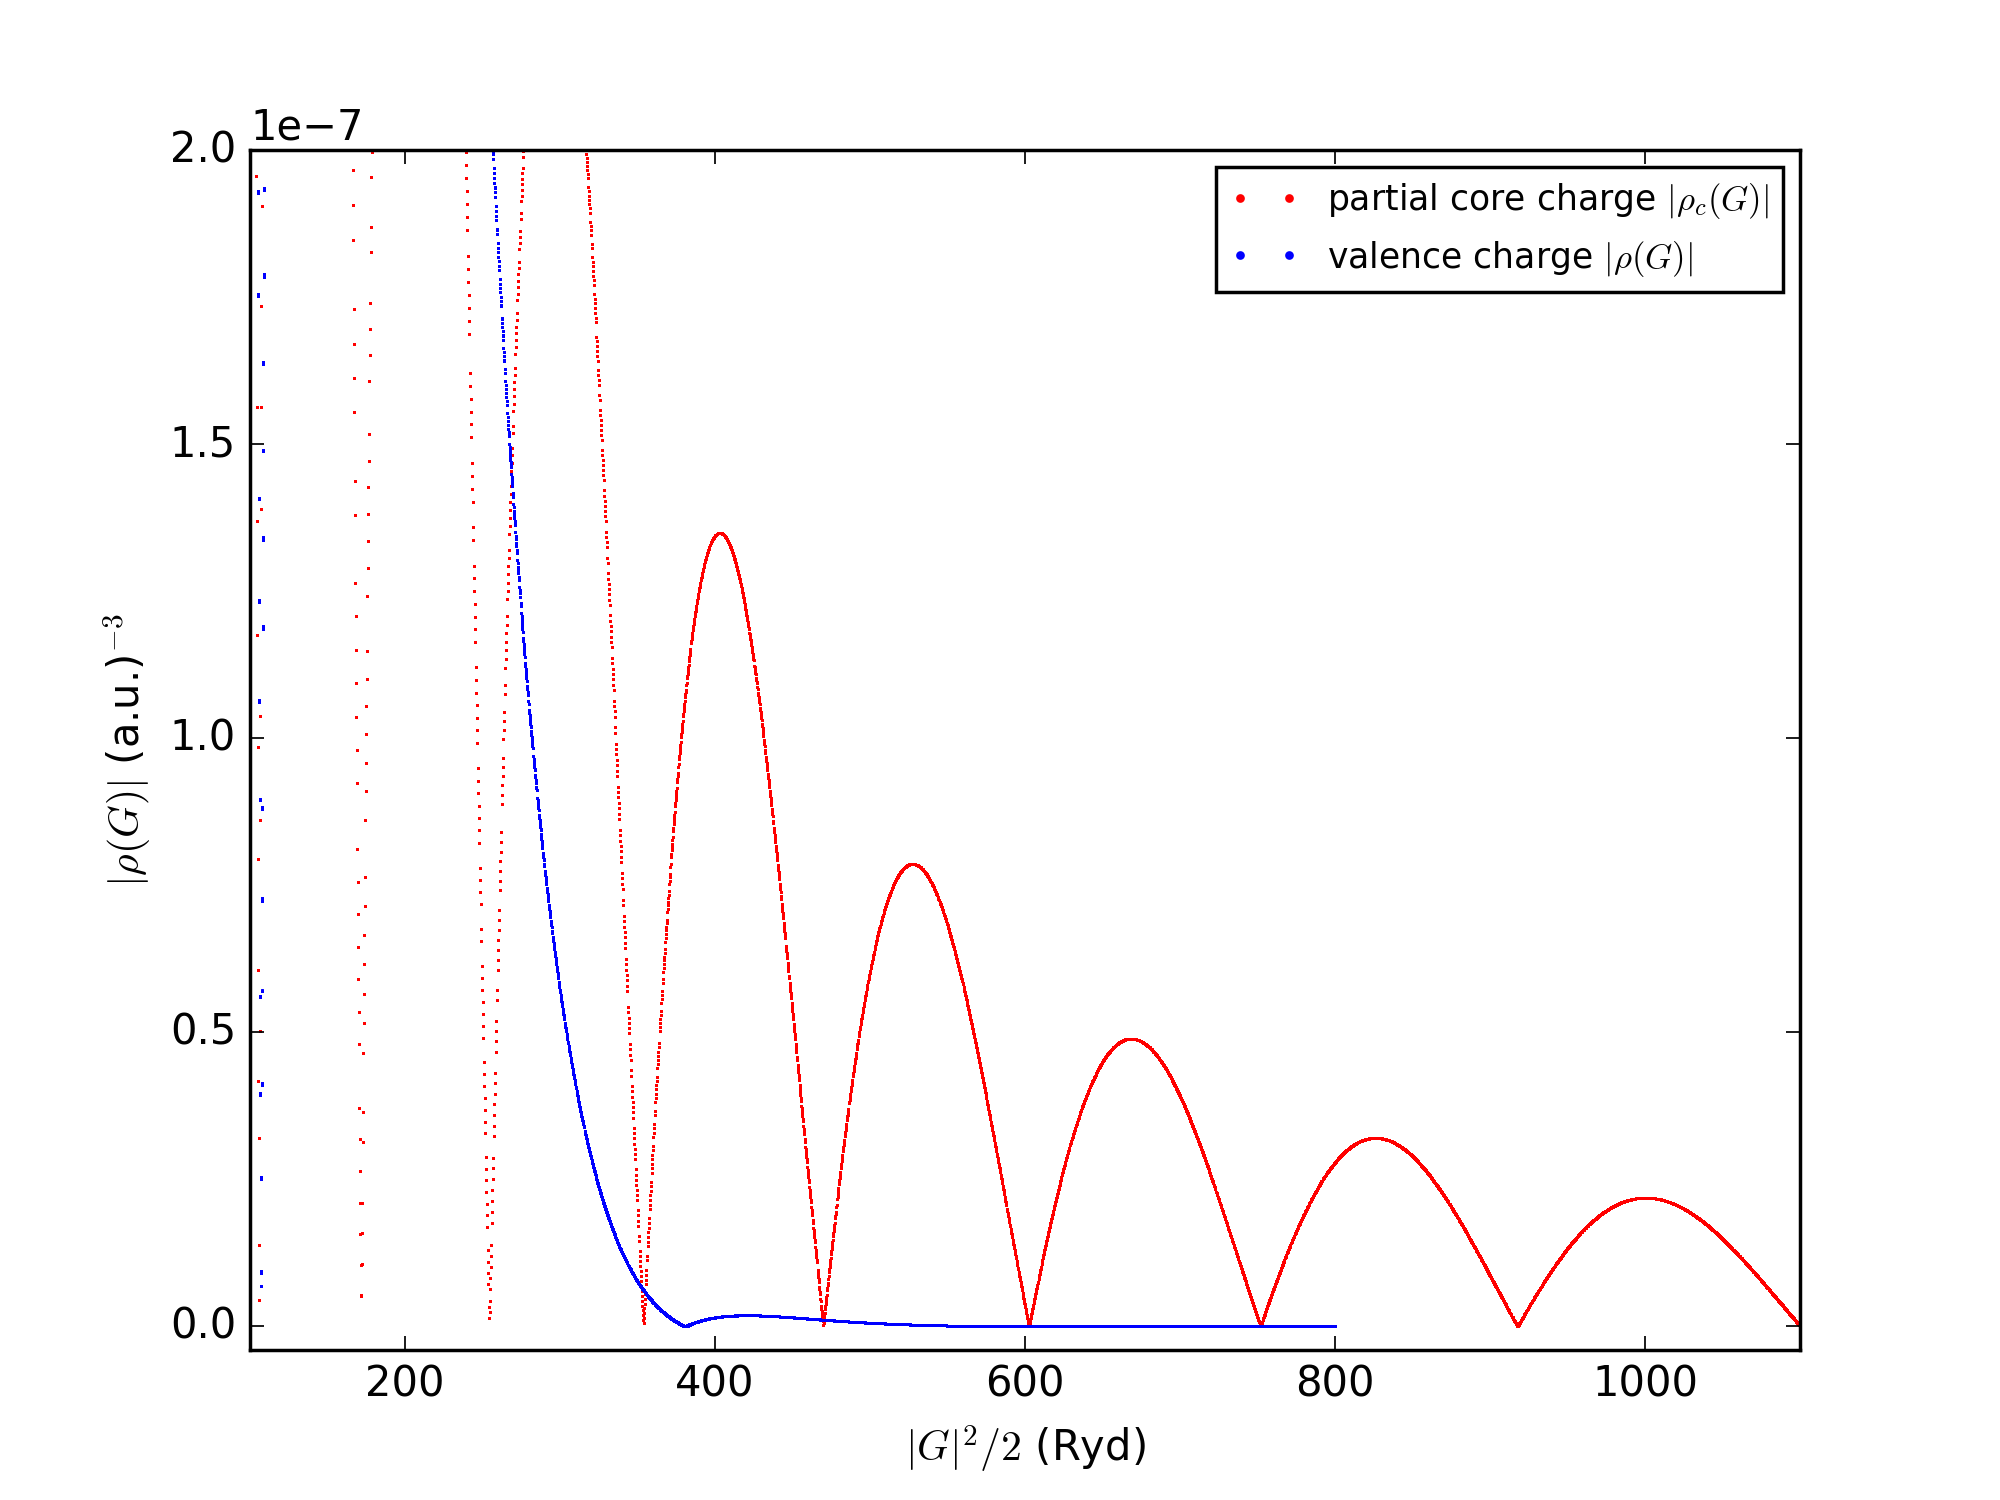 1e−7
2.0
1.5
1.0
0.5
0.0
200 400 600 800 1000
|G|²/2 (Ryd)
|ρ(G)| (a.u.)⁻³
partial core charge |ρ_c(G)|
valence charge |ρ(G)|